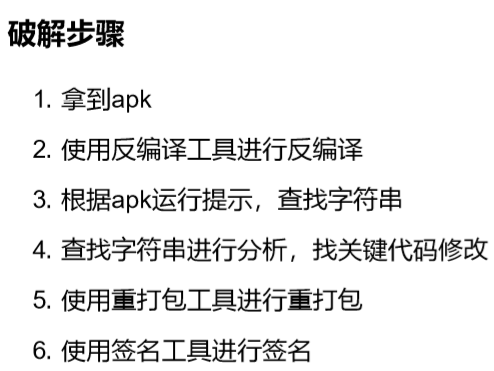 破解步骤
1. 拿到apk
2. 使用反编译工具进行反编译
3. 根据apk运行提示，查找字符串
4. 查找字符串进行分析，找关键代码修改
5. 使用重打包工具进行重打包
6. 使用签名工具进行签名